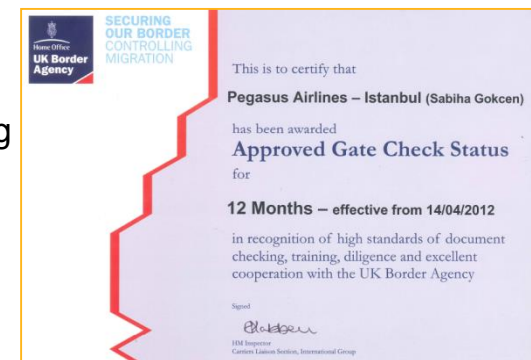 Home Office
UK Border
Agency
SECURING
OUR BORDER
CONTROLLING
MIGRATION
This is to certify that
Pegasus Airlines – Istanbul (Sabiha Gokcen)
has been awarded
Approved Gate Check Status
for
12 Months – effective from 14/04/2012
in recognition of high standards of document
checking, training, diligence and excellent
cooperation with the UK Border Agency
Signed
HM Inspector
Carriers Liaison Section, International Group
g